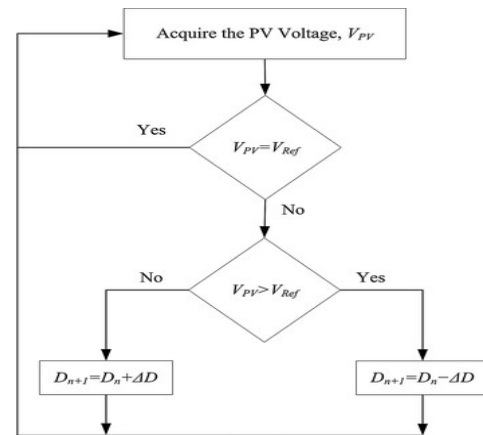 Acquire the PV Voltage, V_PV
Yes
V_PV=V_Ref
No
No
V_PV>V_Ref
Yes
D_n+1=D_n+ΔD
D_n+1=D_n−ΔD